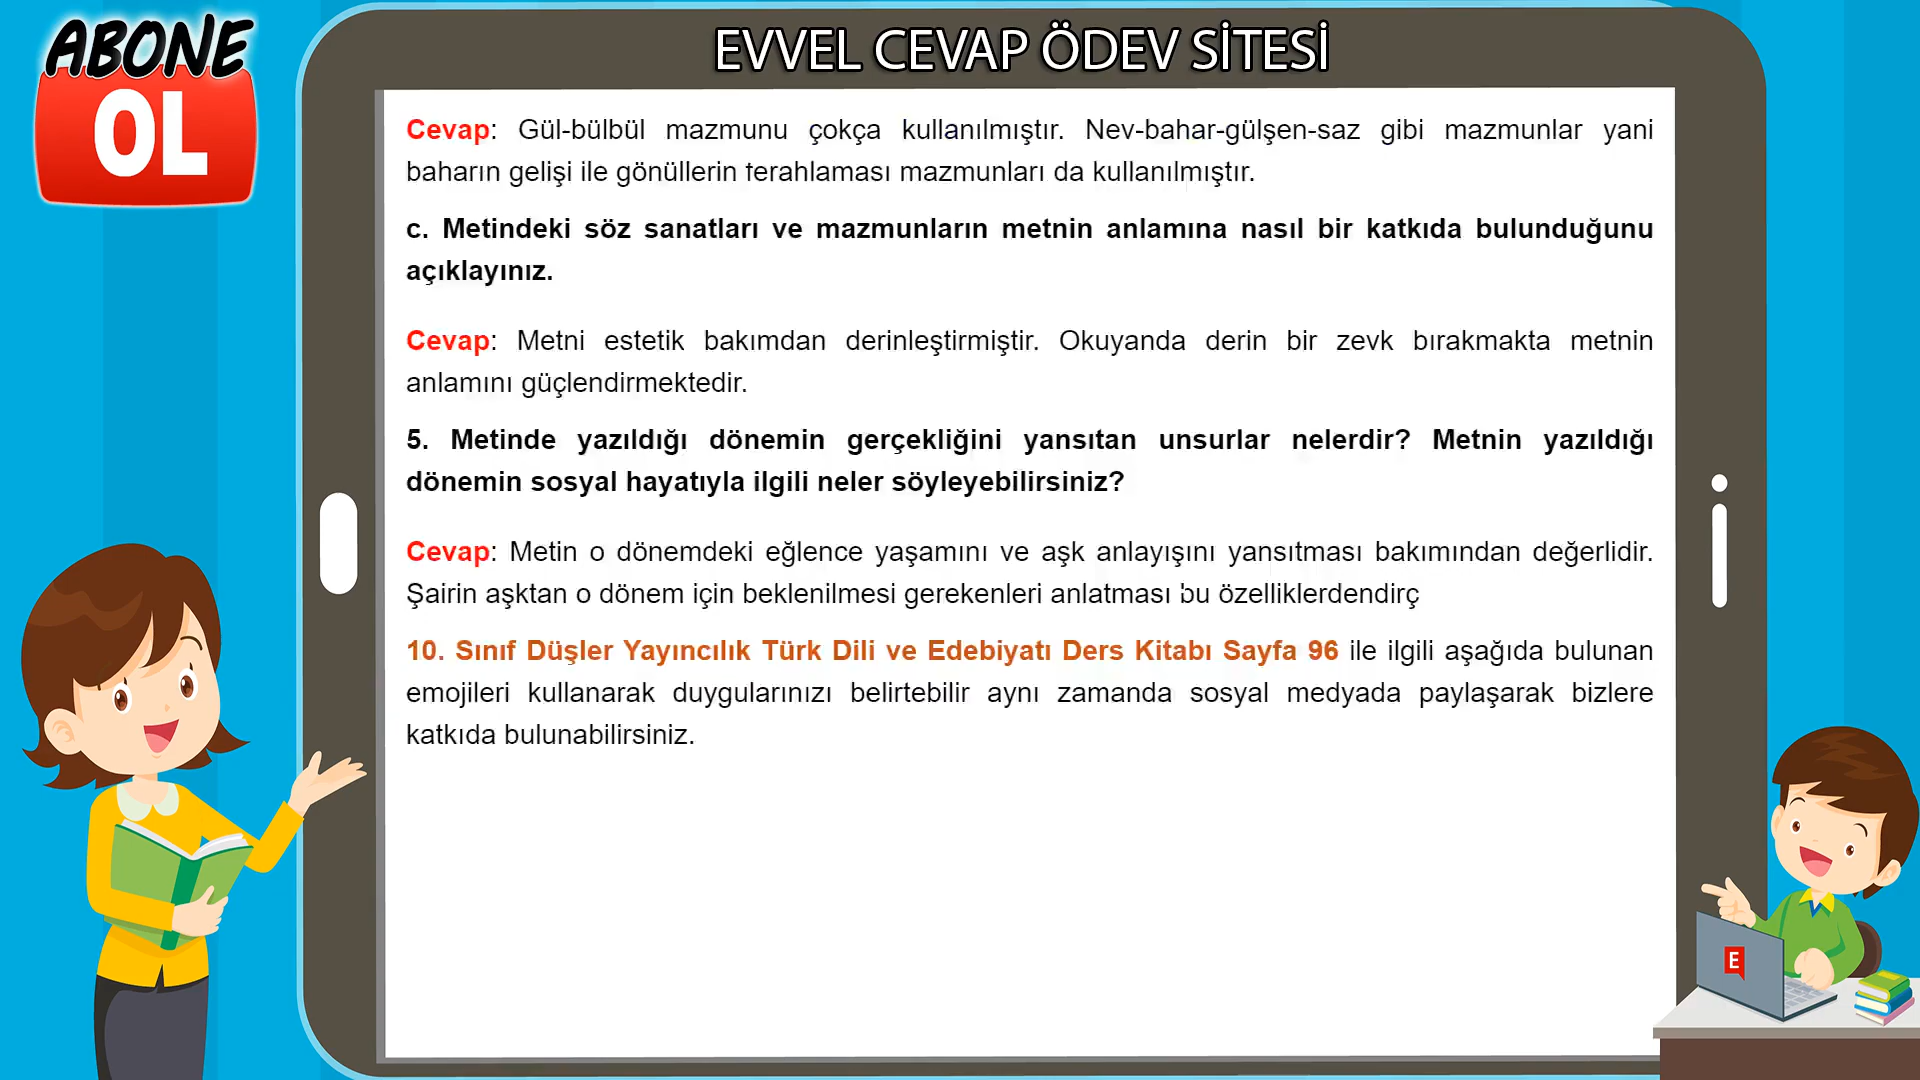 ABONE
OL
EVVEL CEVAP ÖDEV SİTESİ
Cevap: Gül-bülbül mazmunu çokça kullanılmıştır. Nev-bahar-gülşen-saz gibi mazmunlar yani
baharın gelişi ile gönüllerin ferahlaması mazmunları da kullanılmıştır.
c. Metindeki söz sanatları ve mazmunların metnin anlamına nasıl bir katkıda bulunduğunu
açıklayınız.
Cevap: Metni estetik bakımdan derinleştirmiştir. Okuyanda derin bir zevk bırakmakta metnin
anlamını güçlendirmektedir.
5. Metinde yazıldığı dönemin gerçekliğini yansıtan unsurlar nelerdir? Metnin yazıldığı
dönemin sosyal hayatıyla ilgili neler söyleyebilirsiniz?
Cevap: Metin o dönemdeki eğlence yaşamını ve aşk anlayışını yansıtması bakımından değerlidir.
Şairin aşktan o dönem için beklenilmesi gerekenleri anlatması bu özelliklerdendirç
10. Sınıf Düşler Yayıncılık Türk Dili ve Edebiyatı Ders Kitabı Sayfa 96 ile ilgili aşağıda bulunan
emojileri kullanarak duygularınızı belirtebilir aynı zamanda sosyal medyada paylaşarak bizlere
katkıda bulunabilirsiniz.
E